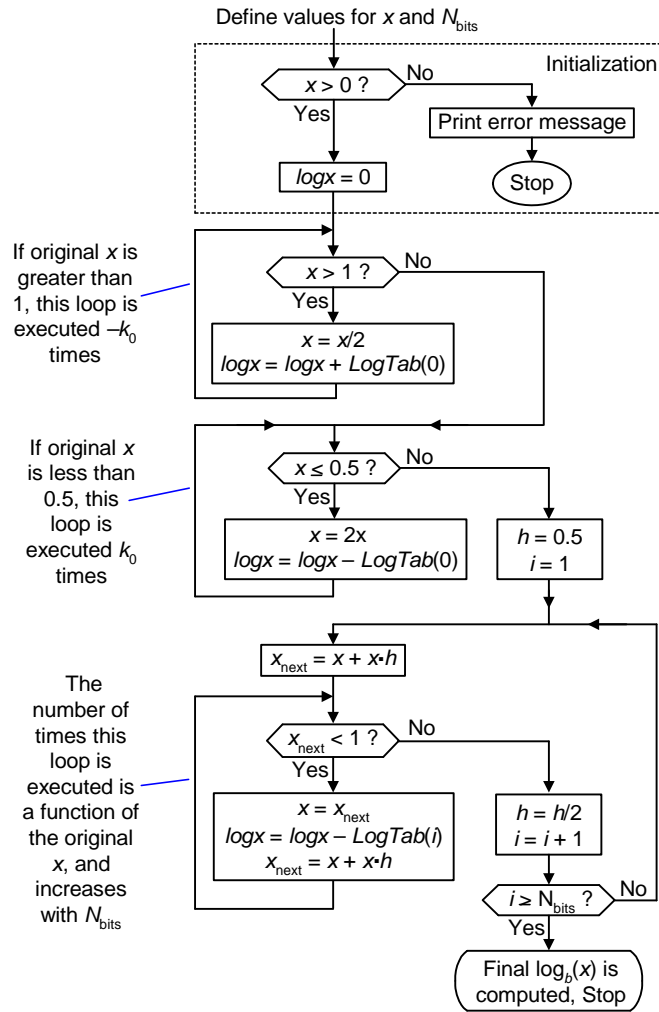 Define values for x and N_bits
Initialization
x > 0 ?
No
Yes
Print error message
Stop
logx = 0
If original x is
greater than
1, this loop is
executed –k_0
times
x > 1 ?
No
Yes
x = x/2
logx = logx + LogTab(0)
If original x
is less than
0.5, this
loop is
executed k_0
times
x ≤ 0.5 ?
No
Yes
x = 2x
logx = logx – LogTab(0)
h = 0.5
i = 1
x_next = x + x·h
The
number of
times this
loop is
executed is
a function of
the original
x, and
increases
with N_bits
x_next < 1 ?
No
Yes
x = x_next
logx = logx – LogTab(i)
x_next = x + x·h
h = h/2
i = i + 1
i ≥ N_bits ?
No
Yes
Final log_b(x) is
computed, Stop